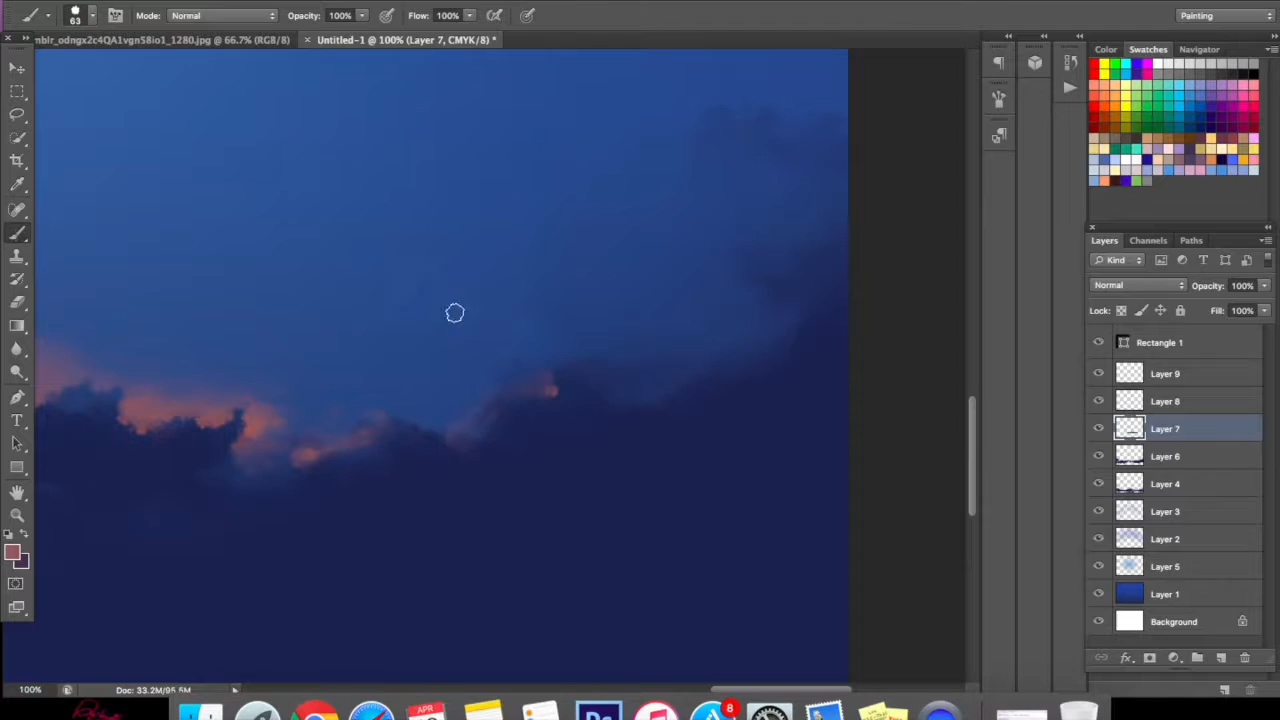 63 Mode: Normal Opacity: 100% Flow: 100% Painting
mblr_odngx2c4QA1vgn58io1_1280.jpg @ 66.7% (RGB/8) × Untitled-1 @ 100% (Layer 7, CMYK/8) *
Color Swatches Navigator
Layers Channels Paths
Kind
Normal Opacity: 100%
Lock: Fill: 100%
Rectangle 1
Layer 9
Layer 8
Layer 7
Layer 6
Layer 4
Layer 3
Layer 2
Layer 5
Layer 1
Background
fx
100% Doc: 33.2M/95.5M
APR 8
Ps